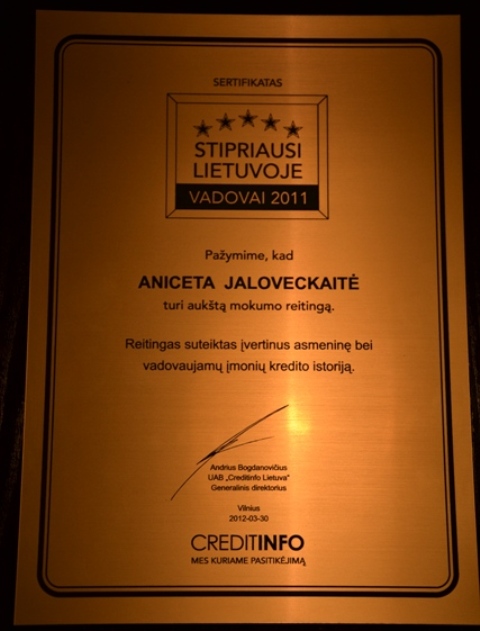 SERTIFIKATAS
STIPRIAUSI
LIETUVOJE
VADOVAI 2011
Pažymime, kad
ANICETA JALOVECKAITĖ
turi aukštą mokumo reitingą.
Reitingas suteiktas įvertinus asmeninę bei
vadovaujamų įmonių kredito istoriją.
Andrius Bogdanovičius
UAB „Creditinfo Lietuva"
Generalinis direktorius
Vilnius
2012-03-30
CREDITINFO
MES KURIAME PASITIKĖJIMĄ